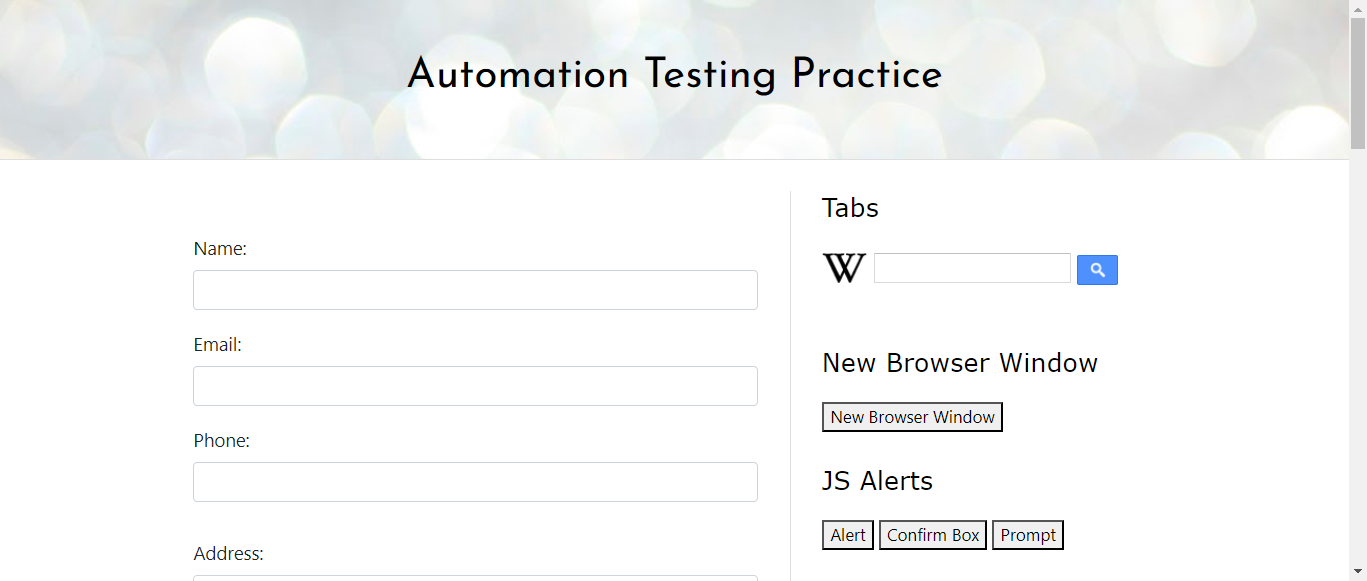 Automation Testing Practice
Name:
Email:
Phone:
Address:
Tabs
W
New Browser Window
New Browser Window
JS Alerts
Alert Confirm Box Prompt